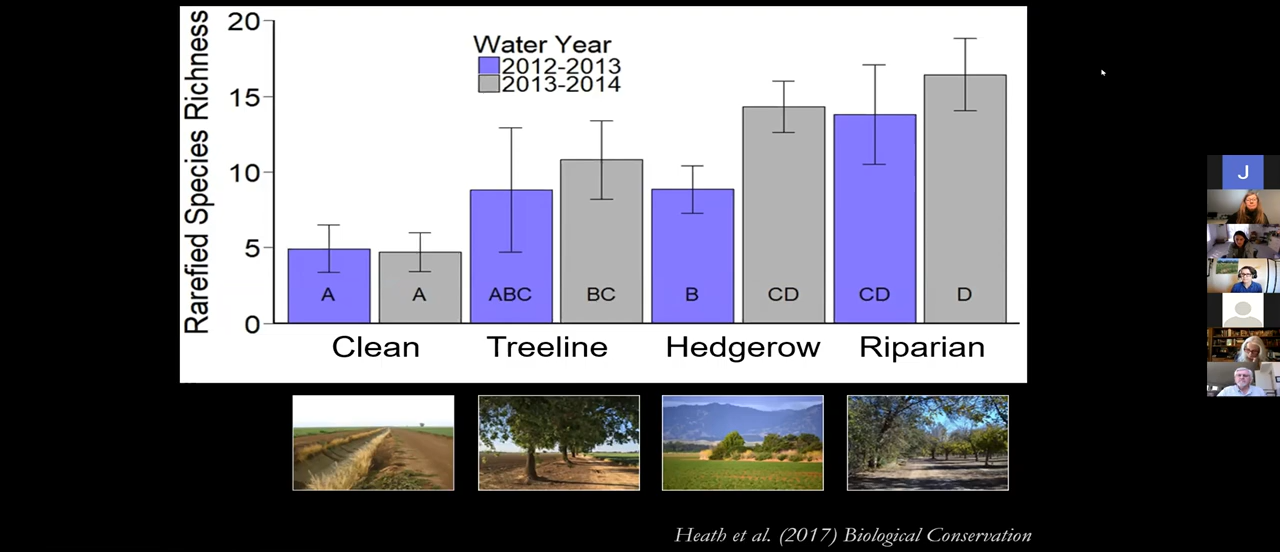 Rarefied Species Richness
20
15
10
5
0
Water Year
2012-2013
2013-2014
A
A
ABC
BC
B
CD
CD
D
Clean
Treeline
Hedgerow
Riparian
J
Heath et al. (2017) Biological Conservation